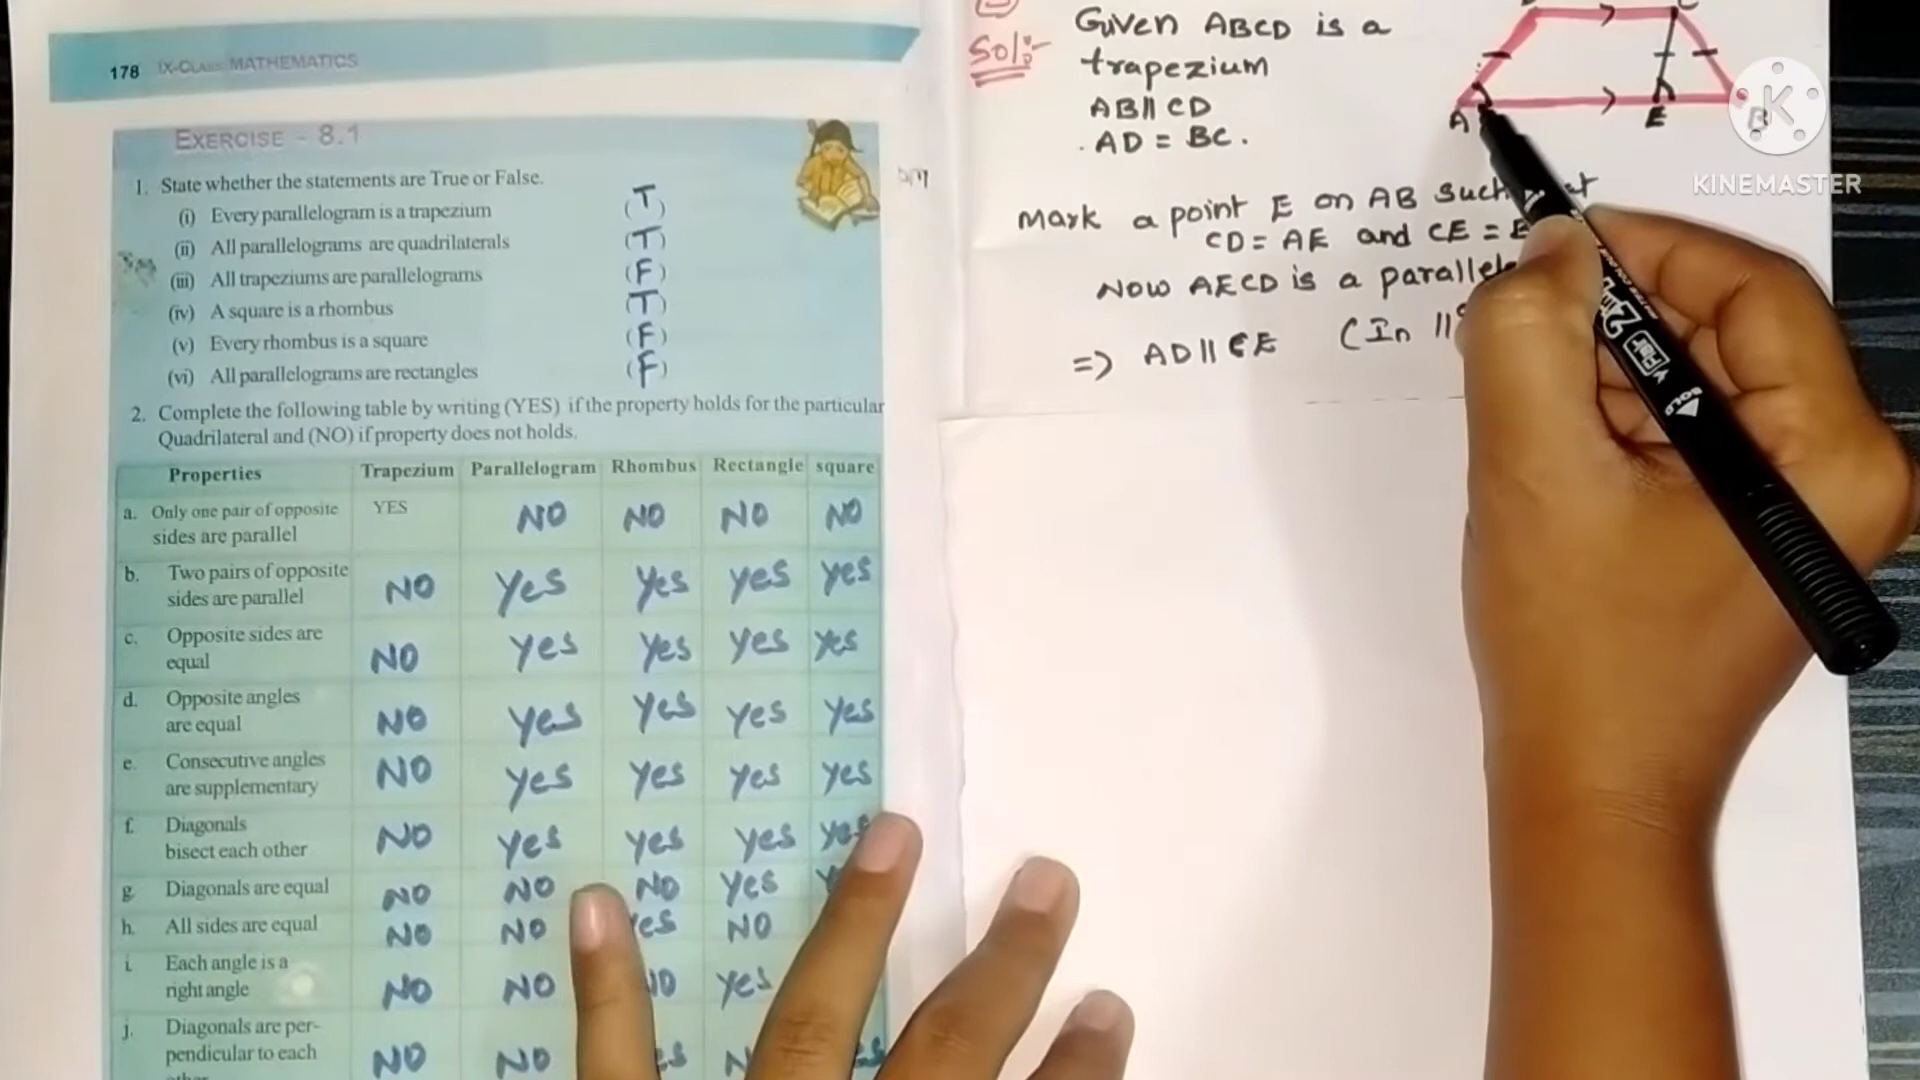 178 IX-CLASS MATHEMATICS
EXERCISE - 8.1
1. State whether the statements are True or False.
(i) Every parallelogram is a trapezium (T)
(ii) All parallelograms are quadrilaterals (T)
(iii) All trapeziums are parallelograms (F)
(iv) A square is a rhombus (T)
(v) Every rhombus is a square (F)
(vi) All parallelograms are rectangles (F)
2. Complete the following table by writing (YES) if the property holds for the particular
Quadrilateral and (NO) if property does not holds.
Properties Trapezium Parallelogram Rhombus Rectangle square
a. Only one pair of opposite YES NO NO NO NO
sides are parallel
b. Two pairs of opposite NO Yes Yes Yes Yes
sides are parallel
c. Opposite sides are NO Yes Yes Yes Yes
equal
d. Opposite angles NO Yes Yes Yes Yes
are equal
e. Consecutive angles NO Yes Yes Yes Yes
are supplementary
f. Diagonals NO Yes Yes Yes Yes
bisect each other
g. Diagonals are equal NO NO NO Yes
h. All sides are equal NO NO Yes NO
i. Each angle is a NO NO NO Yes
right angle
j. Diagonals are per- NO NO
pendicular to each
Sol:-
Given ABCD is a
trapezium
AB || CD
AD = BC.
Mark a point E on AB such
CD = AE and CE =
Now AECD is a
=> AD || CE (In ||
A E B
KINEMASTER